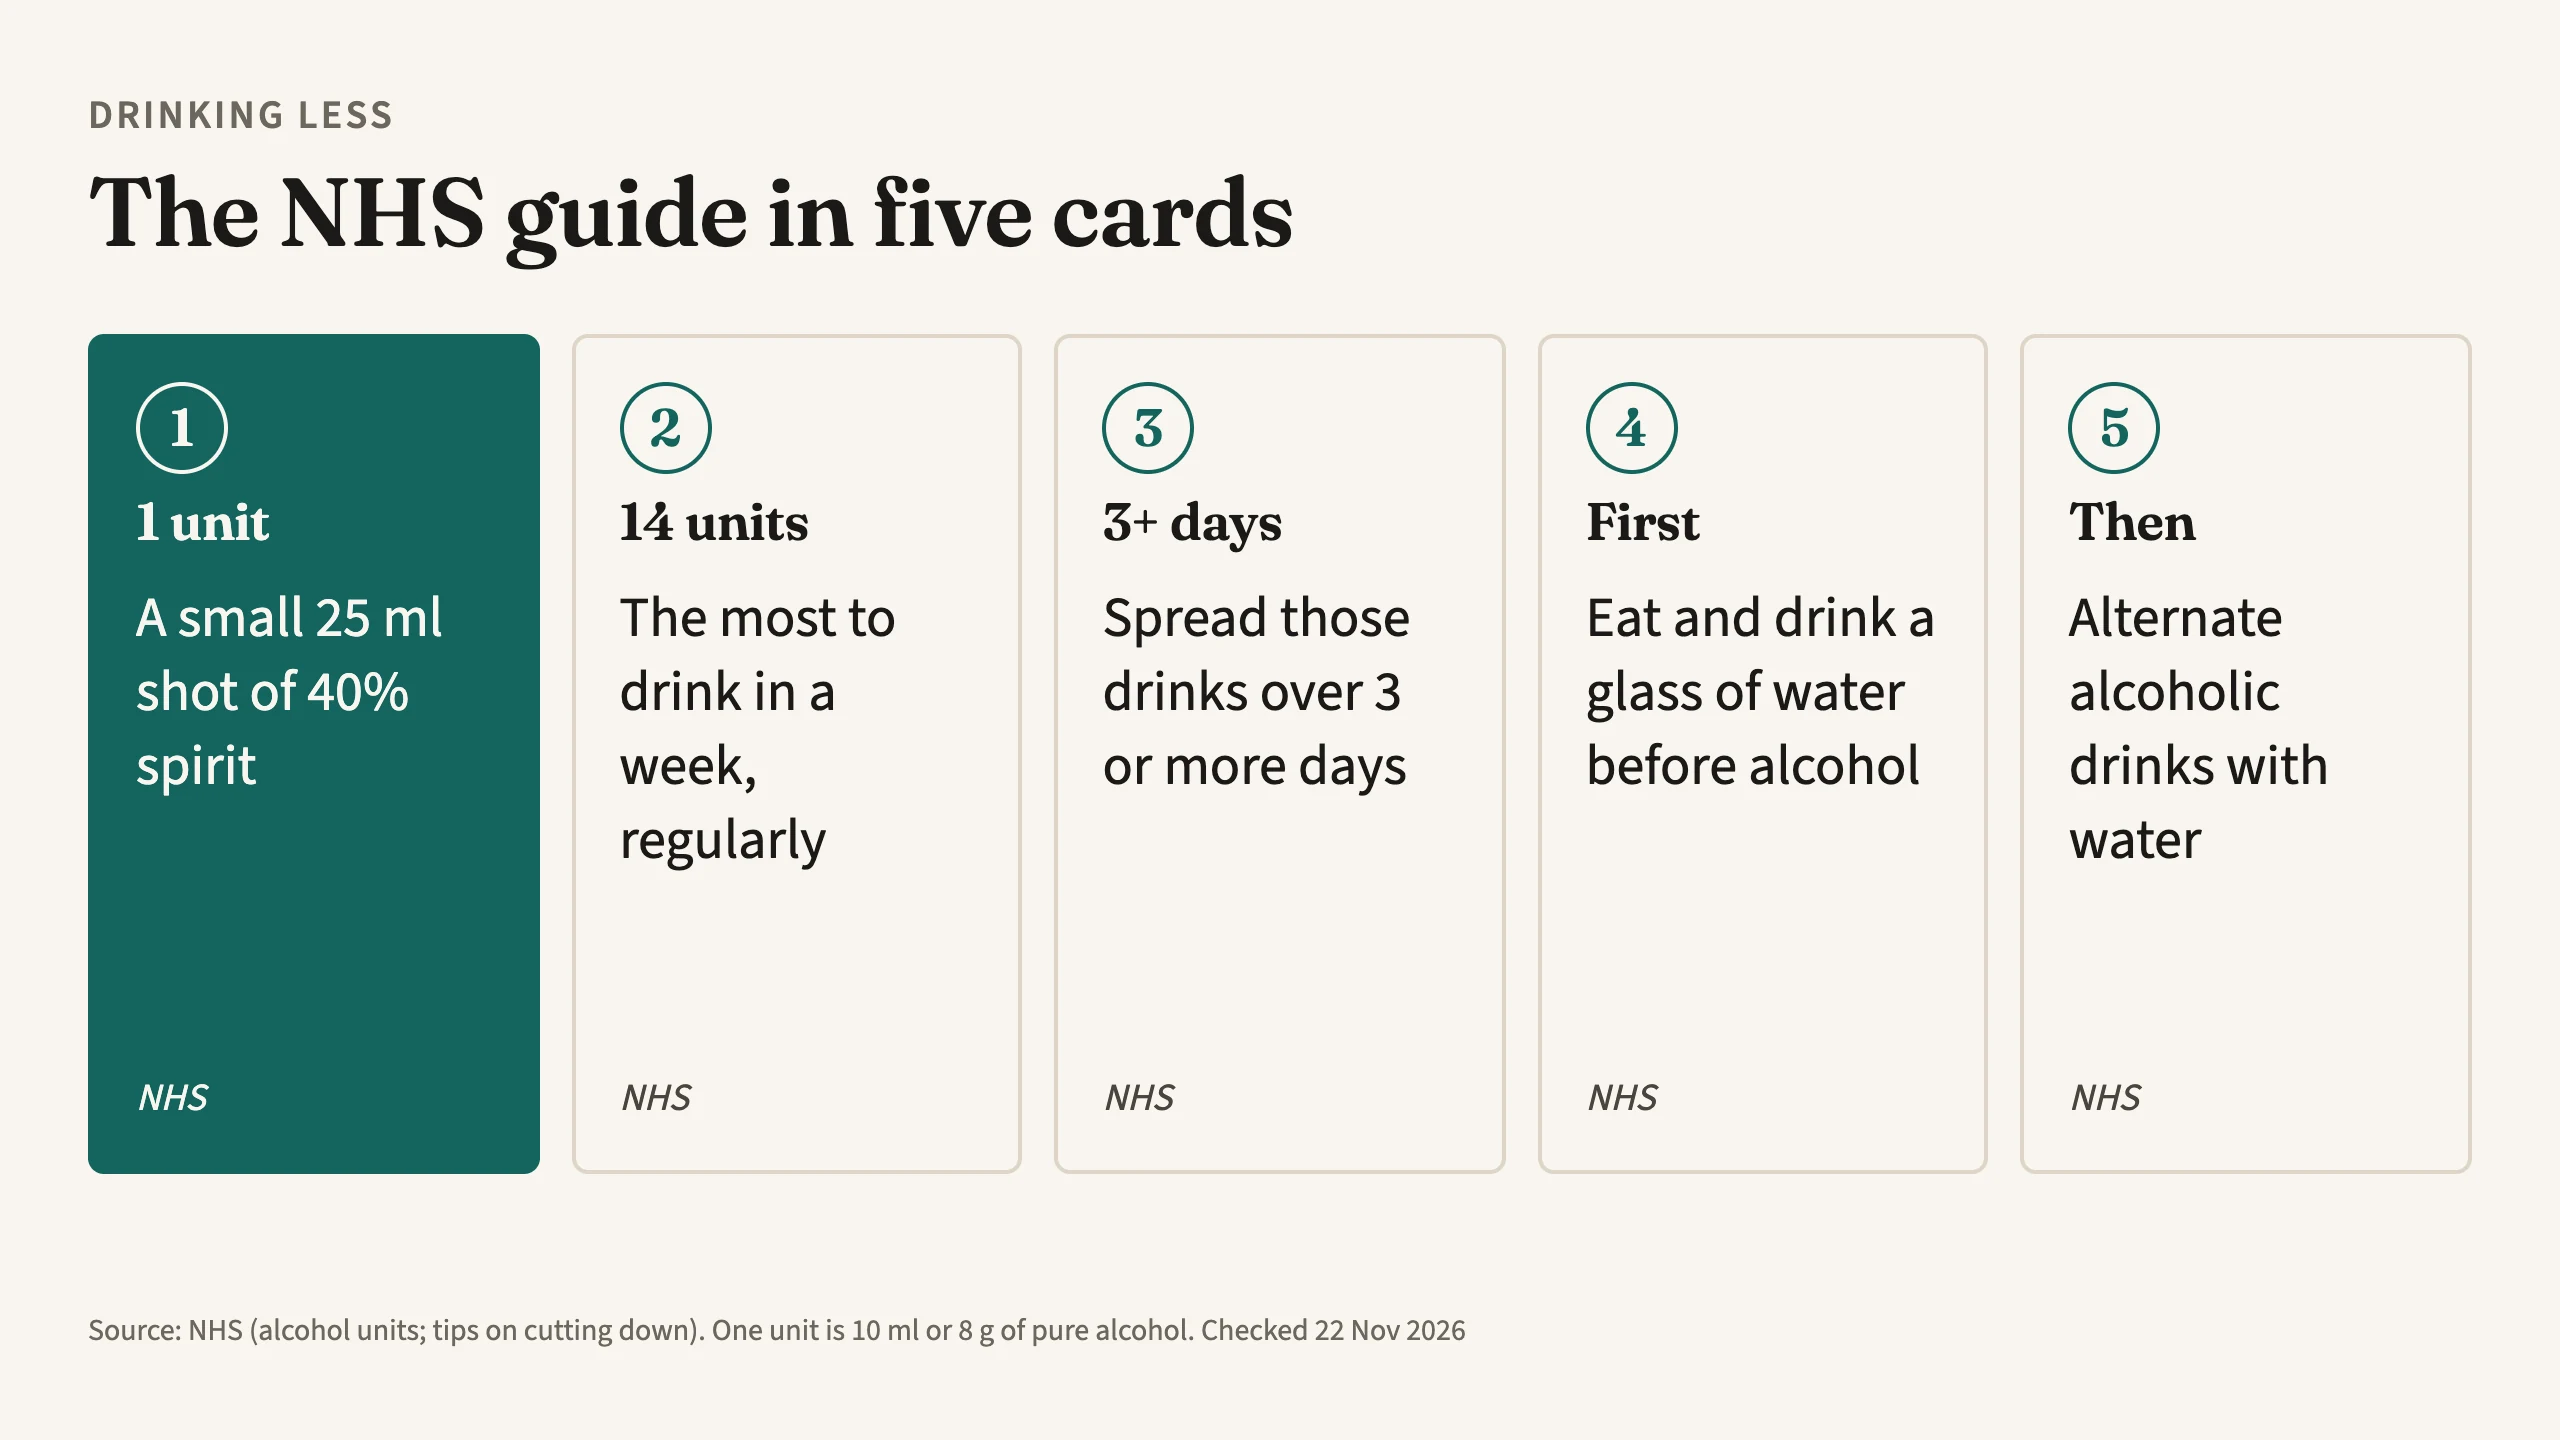 DRINKING LESS
The NHS guide in five cards
1
1 unit
A small 25 ml
shot of 40%
spirit
NHS
2
14 units
The most to
drink in a
week,
regularly
NHS
3
3+ days
Spread those
drinks over 3
or more days
NHS
4
First
Eat and drink a
glass of water
before alcohol
NHS
5
Then
Alternate
alcoholic
drinks with
water
NHS
Source: NHS (alcohol units; tips on cutting down). One unit is 10 ml or 8 g of pure alcohol. Checked 22 Nov 2026